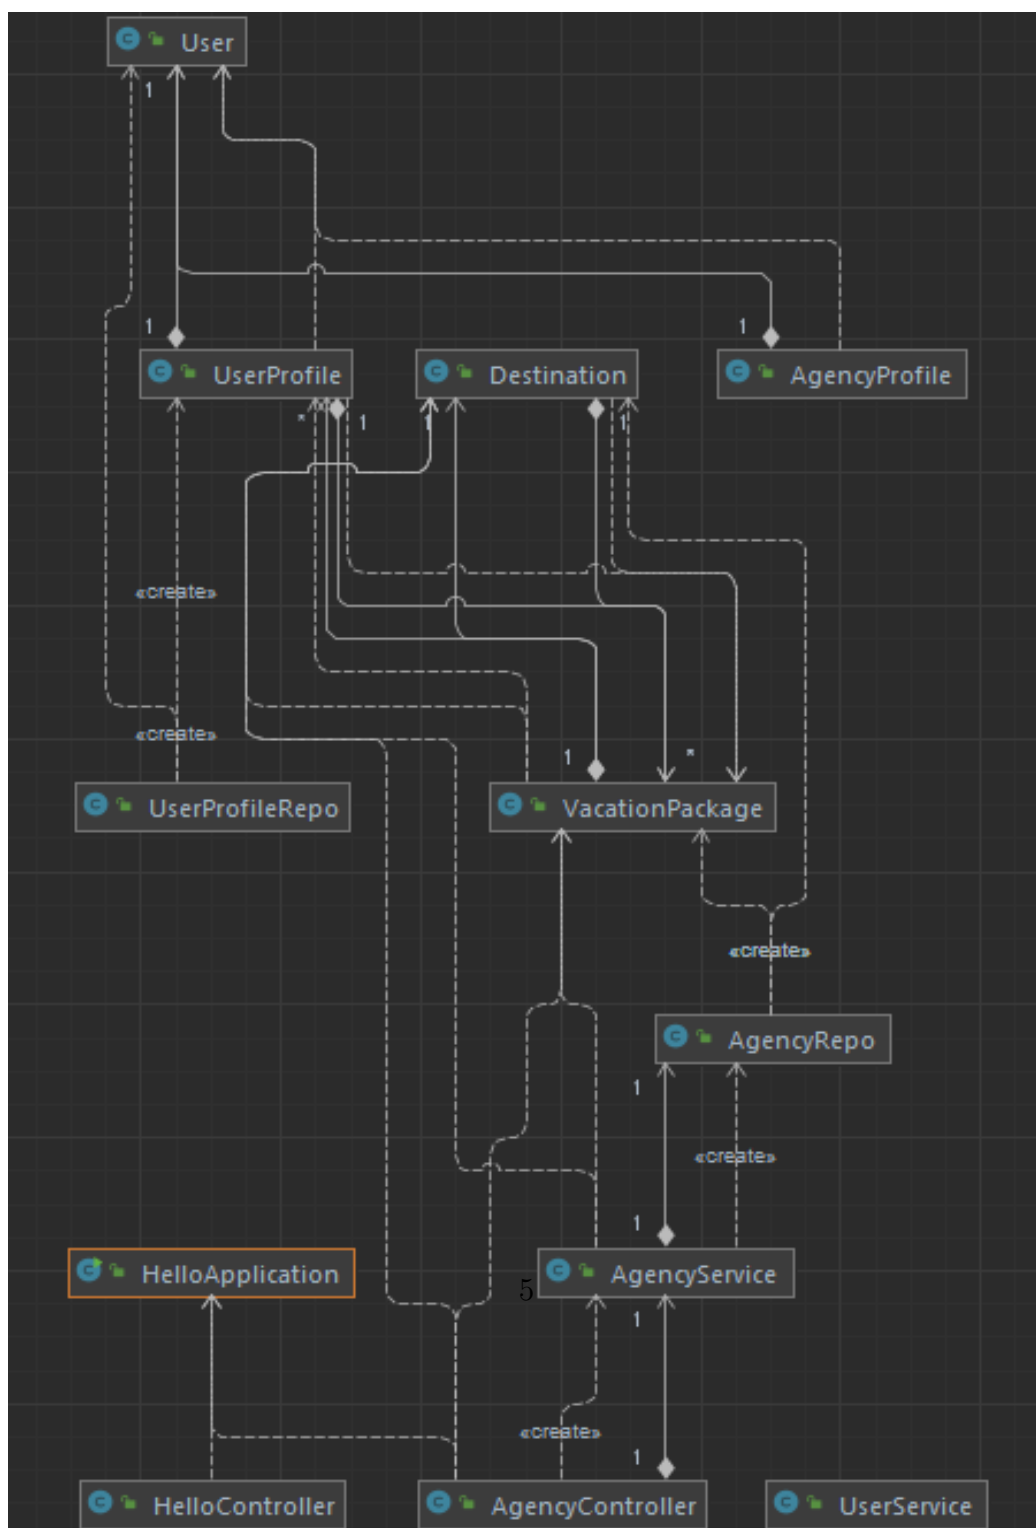 User
1
1
1
UserProfile
Destination
AgencyProfile
*
1
1
1
«create»
«create»
1
*
UserProfileRepo
VacationPackage
«create»
AgencyRepo
1
«create»
1
HelloApplication
AgencyService
5
1
«create»
1
HelloController
AgencyController
UserService